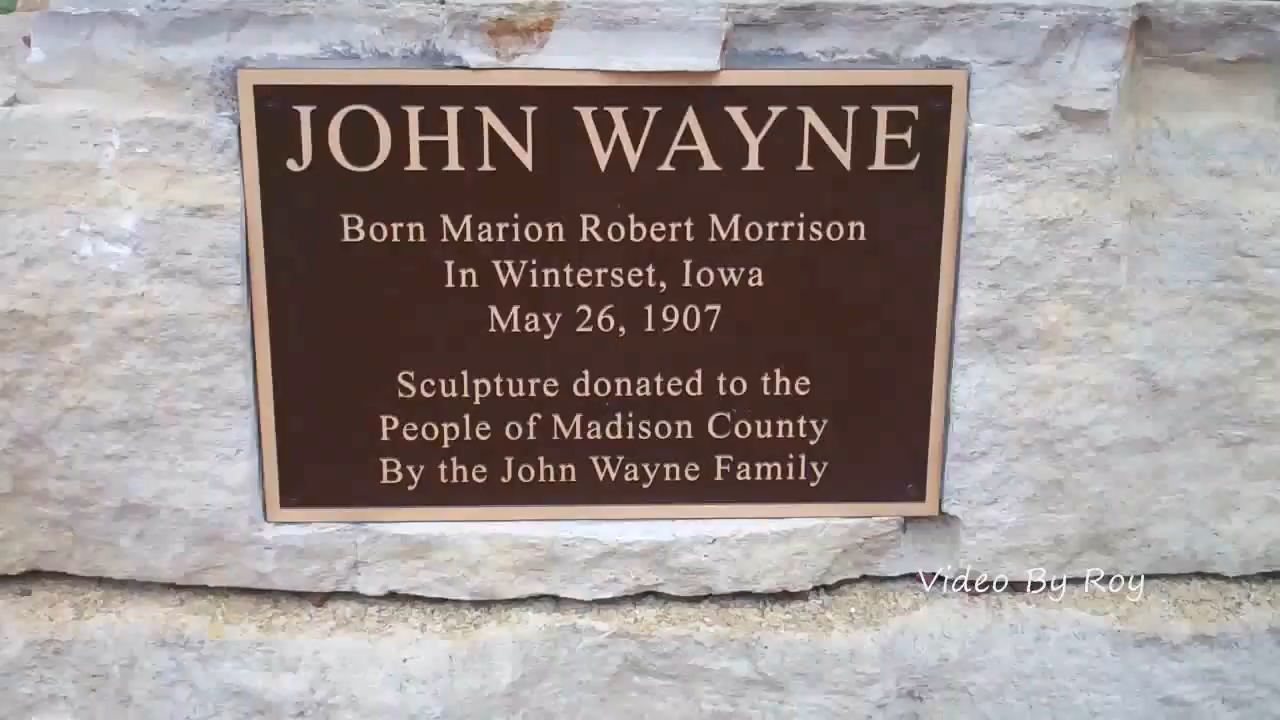 JOHN WAYNE
Born Marion Robert Morrison
In Winterset, Iowa
May 26, 1907
Sculpture donated to the
People of Madison County
By the John Wayne Family
Video By Roy